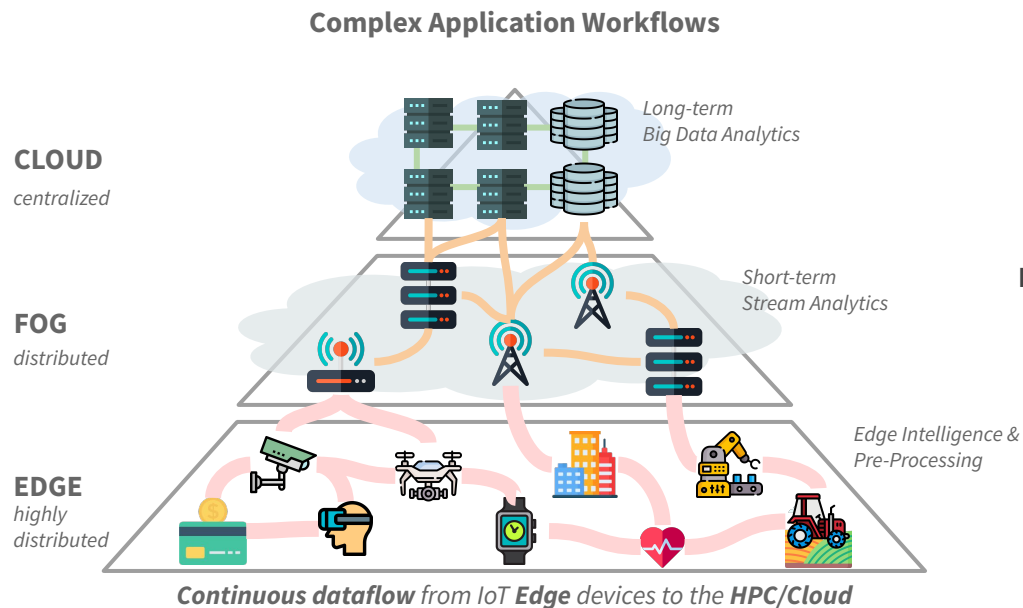 Complex Application Workflows
Long-term
Big Data Analytics
CLOUD
centralized
Short-term
Stream Analytics
FOG
distributed
Edge Intelligence &
Pre-Processing
EDGE
highly
distributed
$
Continuous dataflow from IoT Edge devices to the HPC/Cloud